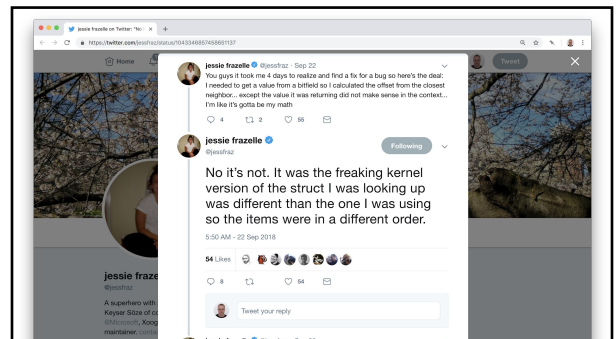 jessie frazelle on Twitter: "No i
https://twitter.com/jessfraz/status/1043346857458651137
Home
Tweet
jessie frazelle @jessfraz · Sep 22
You guys it took me 4 days to realize and find a fix for a bug so here's the deal:
I needed to get a value from a bitfield so I calculated the offset from the closest
neighbor... except the value it was returning did not make sense in the context...
I'm like it's gotta be my math
4 2 55
jessie frazelle
@jessfraz
Following
No it's not. It was the freaking kernel
version of the struct I was looking up
was different than the one I was using
so the items were in a different order.
5:50 AM - 22 Sep 2018
54 Likes
8 54
Tweet your reply
jessie fraze
@jessfraz
A superhero with
Keyser Söze of co
@Microsoft, Xoog
maintainer.